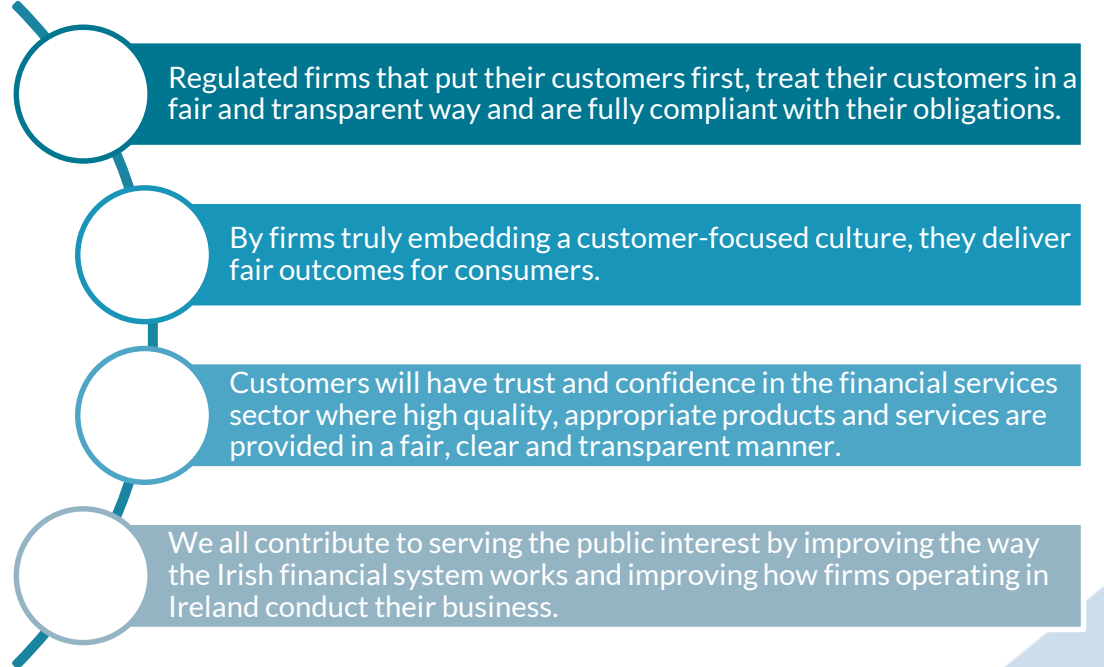 Regulated firms that put their customers first, treat their customers in a
fair and transparent way and are fully compliant with their obligations.
By firms truly embedding a customer-focused culture, they deliver
fair outcomes for consumers.
Customers will have trust and confidence in the financial services
sector where high quality, appropriate products and services are
provided in a fair, clear and transparent manner.
We all contribute to serving the public interest by improving the way
the Irish financial system works and improving how firms operating in
Ireland conduct their business.